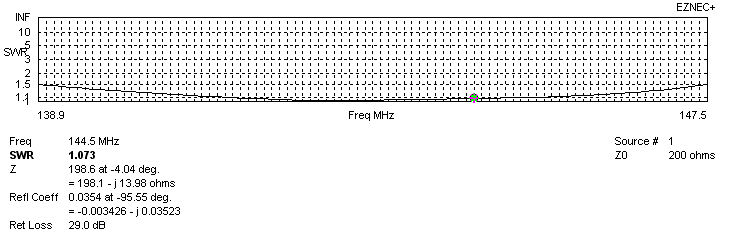 EZNEC+
INF
10
5
SWR
3
2
1.5
1.1
138.9 Freq MHz 147.5
Freq 144.5 MHz Source # 1
SWR 1.073 Z0 200 ohms
Z 198.6 at -4.04 deg.
= 198.1 - j 13.98 ohms
Refl Coeff 0.0354 at -95.55 deg.
= -0.003426 - j 0.03523
Ret Loss 29.0 dB